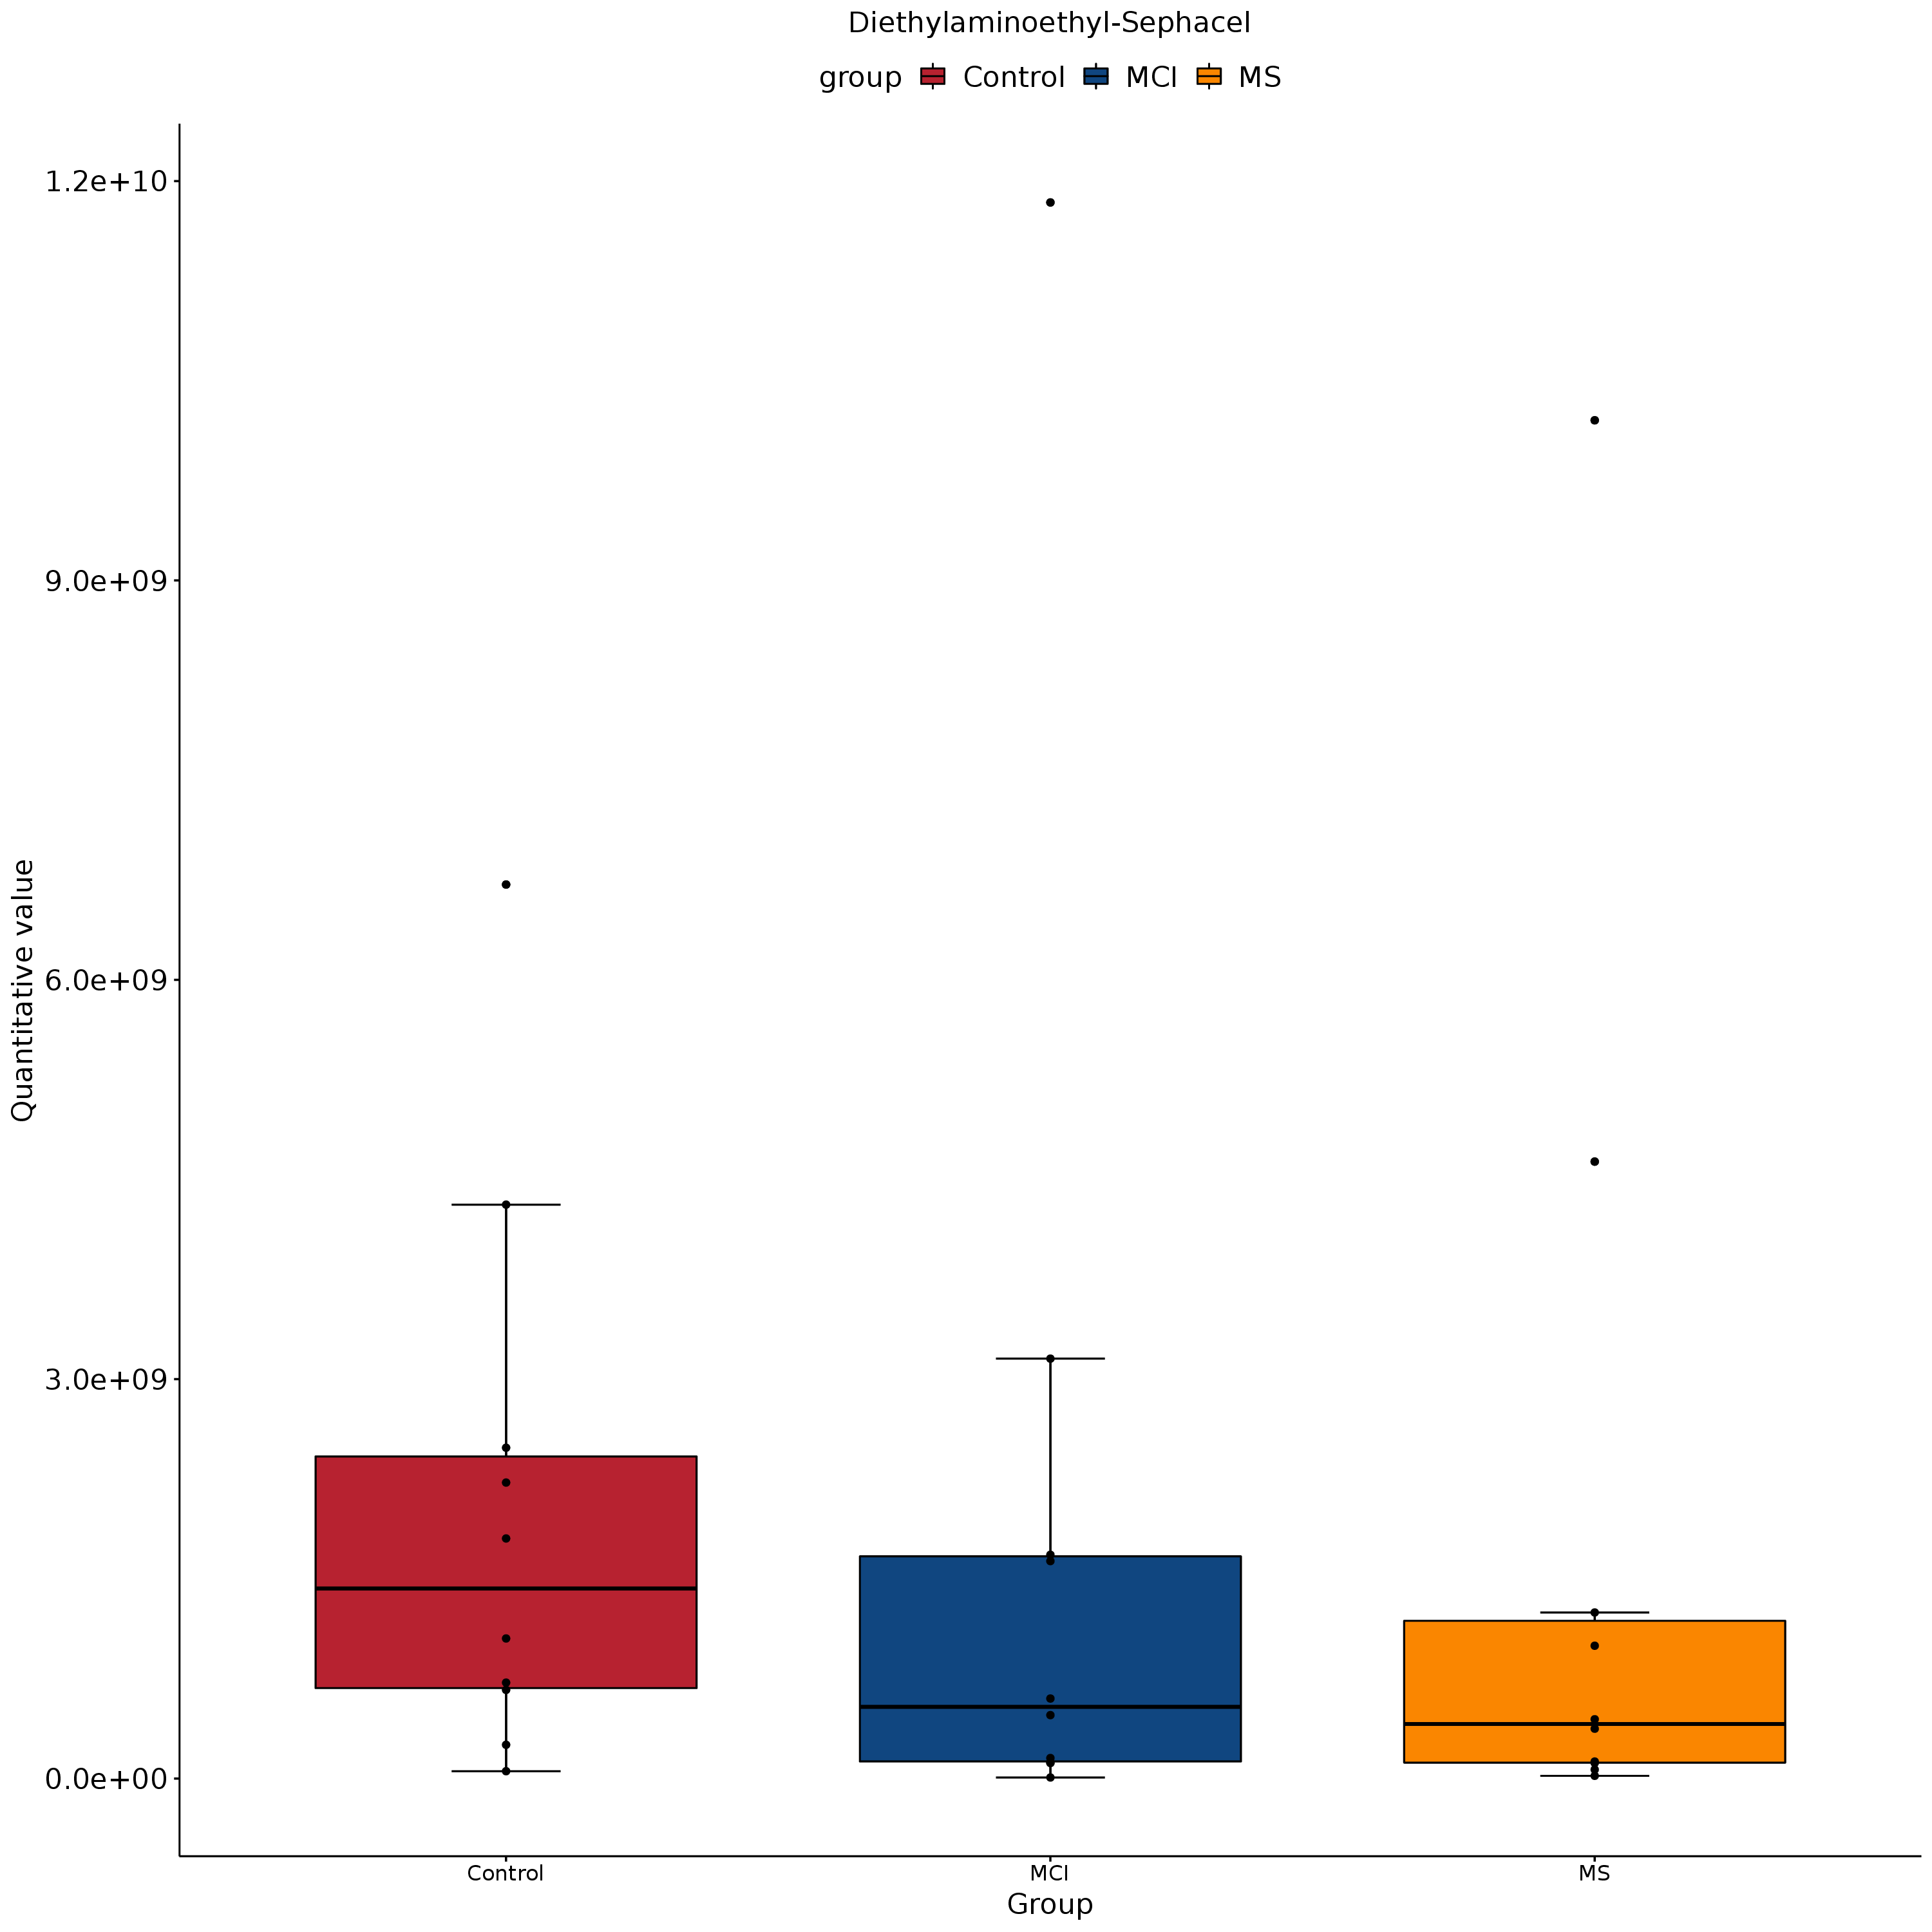 Diethylaminoethyl-Sephacel
group Control MCI MS
1.2e+10
9.0e+09
6.0e+09
3.0e+09
0.0e+00
Quantitative value
Control MCI MS
Group